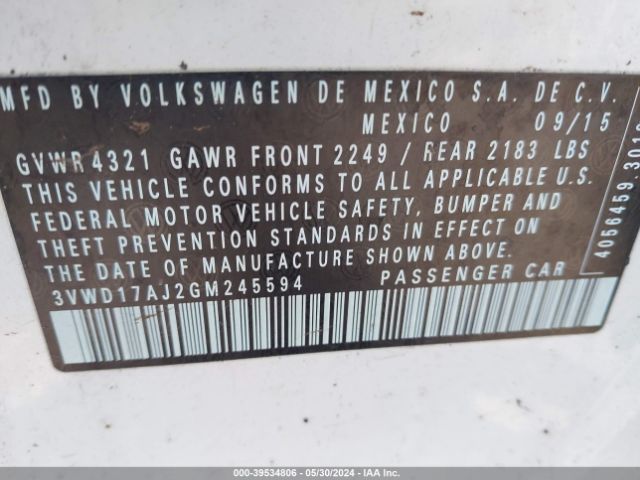 MFD BY VOLKSWAGEN DE MEXICO S.A. DE C.V.
MEXICO 09/15
GVWR 4321 GAWR FRONT 2249 / REAR 2183 LBS
THIS VEHICLE CONFORMS TO ALL APPLICABLE U.S.
FEDERAL MOTOR VEHICLE SAFETY, BUMPER AND
THEFT PREVENTION STANDARDS IN EFFECT ON
THE DATE OF MANUFACTURE SHOWN ABOVE.
3VWD17AJ2GM245594 PASSENGER CAR
4056459
000-39534806 - 05/30/2024 - IAA Inc.